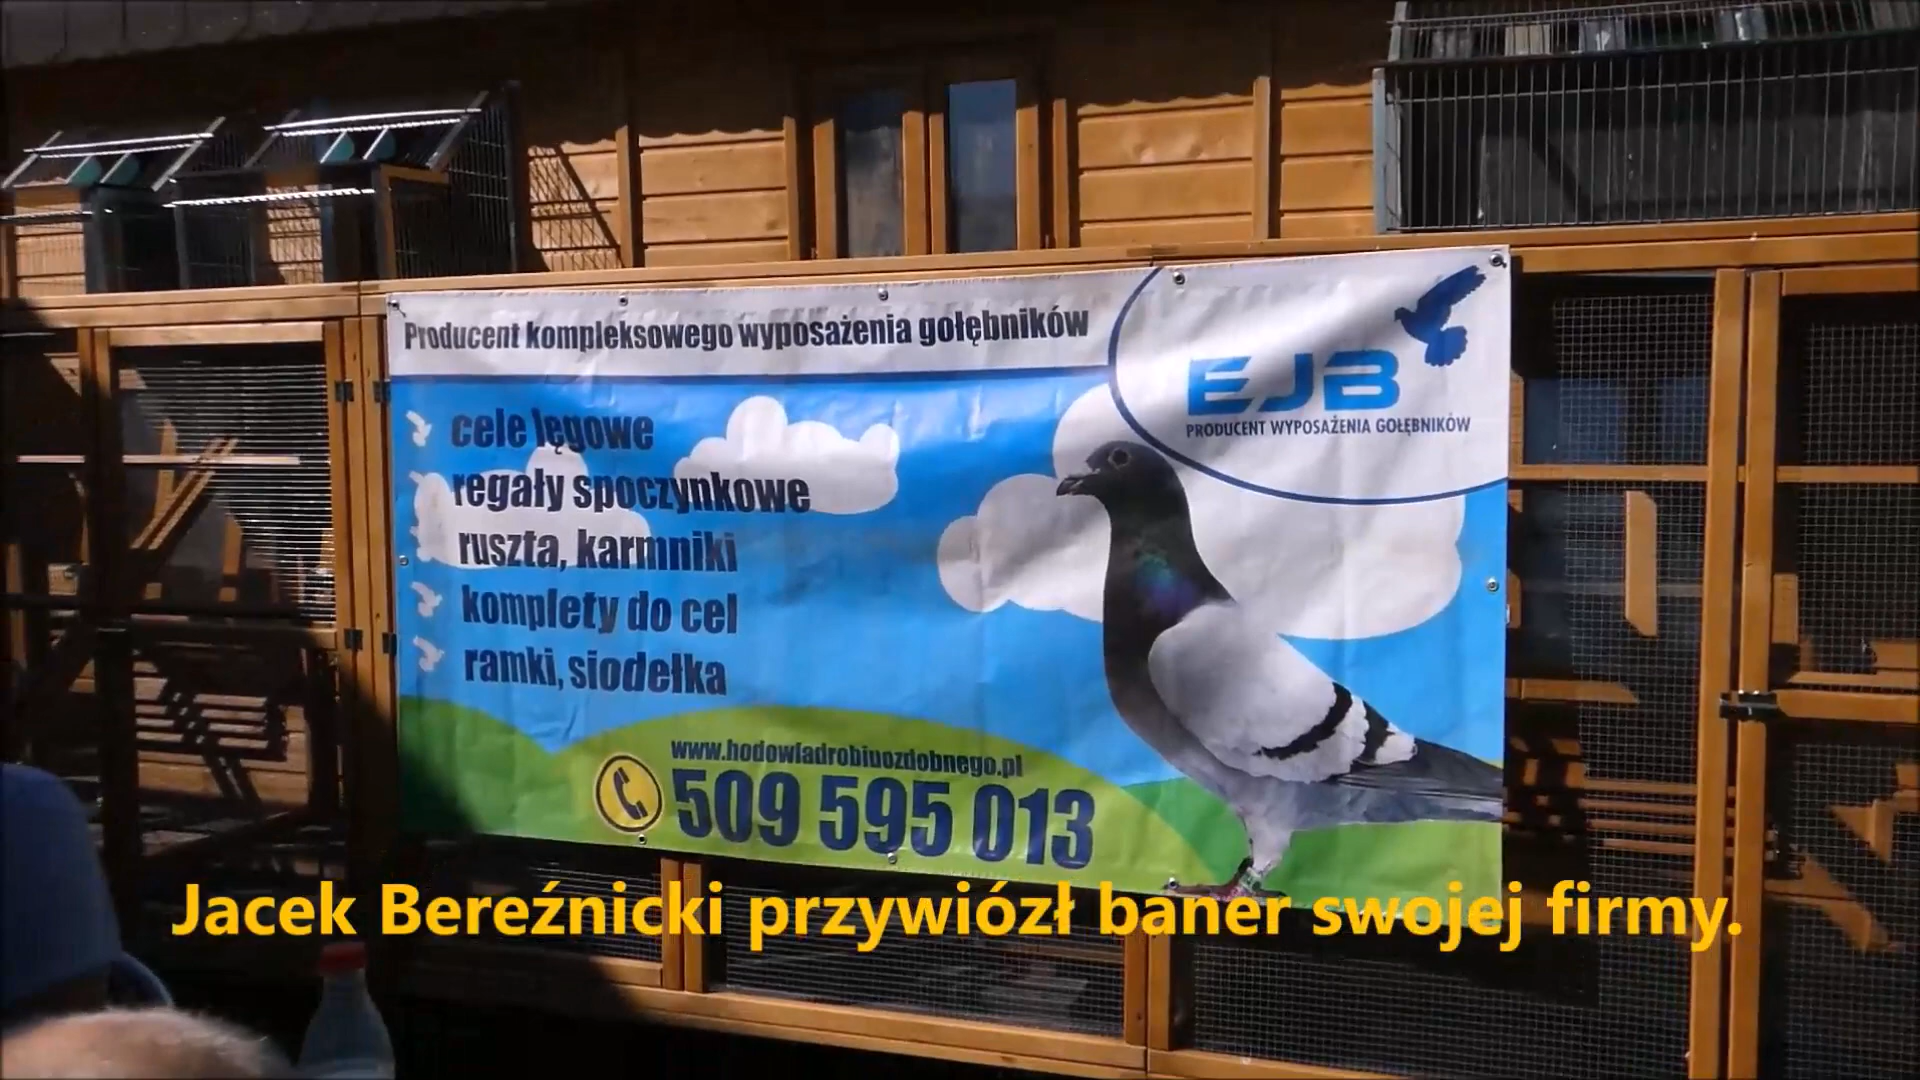 Producent kompleksowego wyposażenia gołębników
EJB
PRODUCENT WYPOSAŻENIA GOŁĘBNIKÓW
cele lęgowe
regały spoczynkowe
ruszta, karmniki
komplety do cel
ramki, siodełka
www.hodowladrobiuozdobnego.pl
509 595 013
Jacek Bereźnicki przywiózł baner swojej firmy.